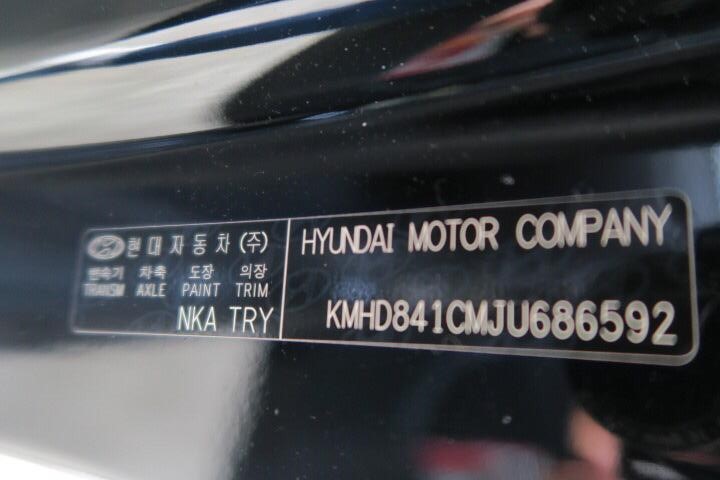 현대자동차(주)
변속기 차축 도장 의장
TRANSM AXLE PAINT TRIM
NKA TRY
HYUNDAI MOTOR COMPANY
KMHD841CMJU686592